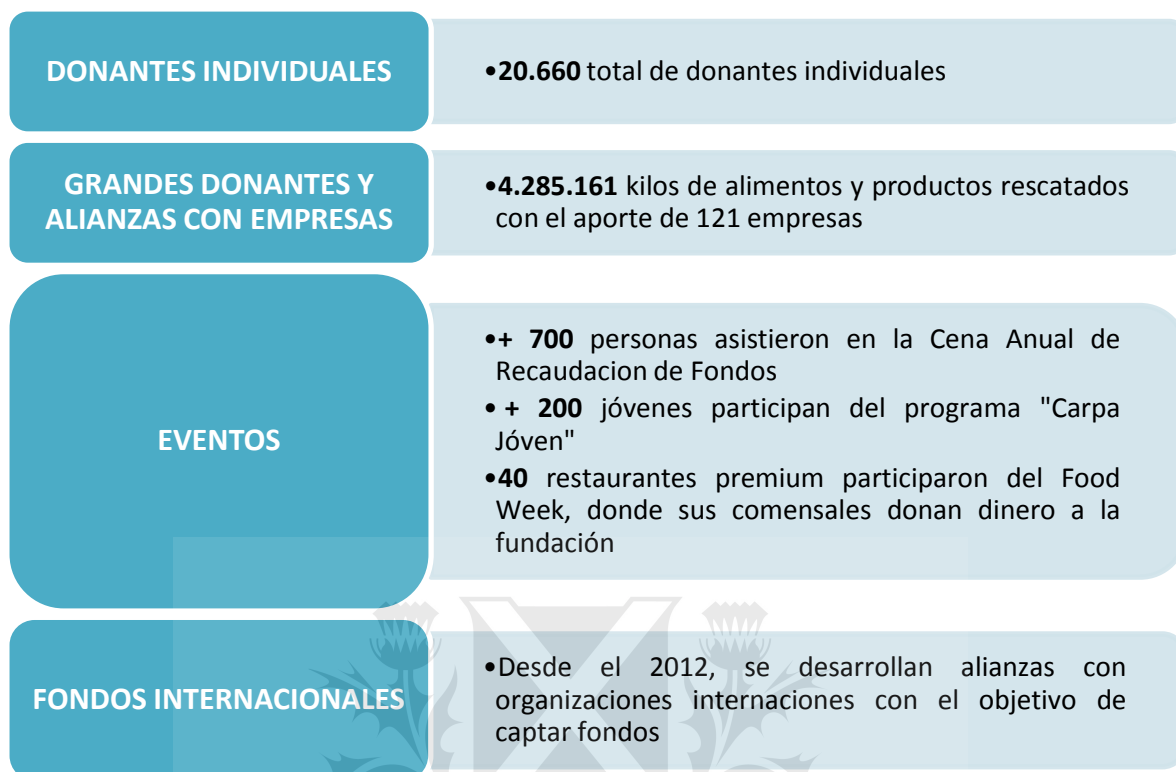 DONANTES INDIVIDUALES
•20.660 total de donantes individuales
GRANDES DONANTES Y
ALIANZAS CON EMPRESAS
•4.285.161 kilos de alimentos y productos rescatados
con el aporte de 121 empresas
EVENTOS
•+ 700 personas asistieron en la Cena Anual de
Recaudacion de Fondos
• + 200 jóvenes participan del programa "Carpa
Jóven"
•40 restaurantes premium participaron del Food
Week, donde sus comensales donan dinero a la
fundación
FONDOS INTERNACIONALES
•Desde el 2012, se desarrollan alianzas con
organizaciones internaciones con el objetivo de
captar fondos